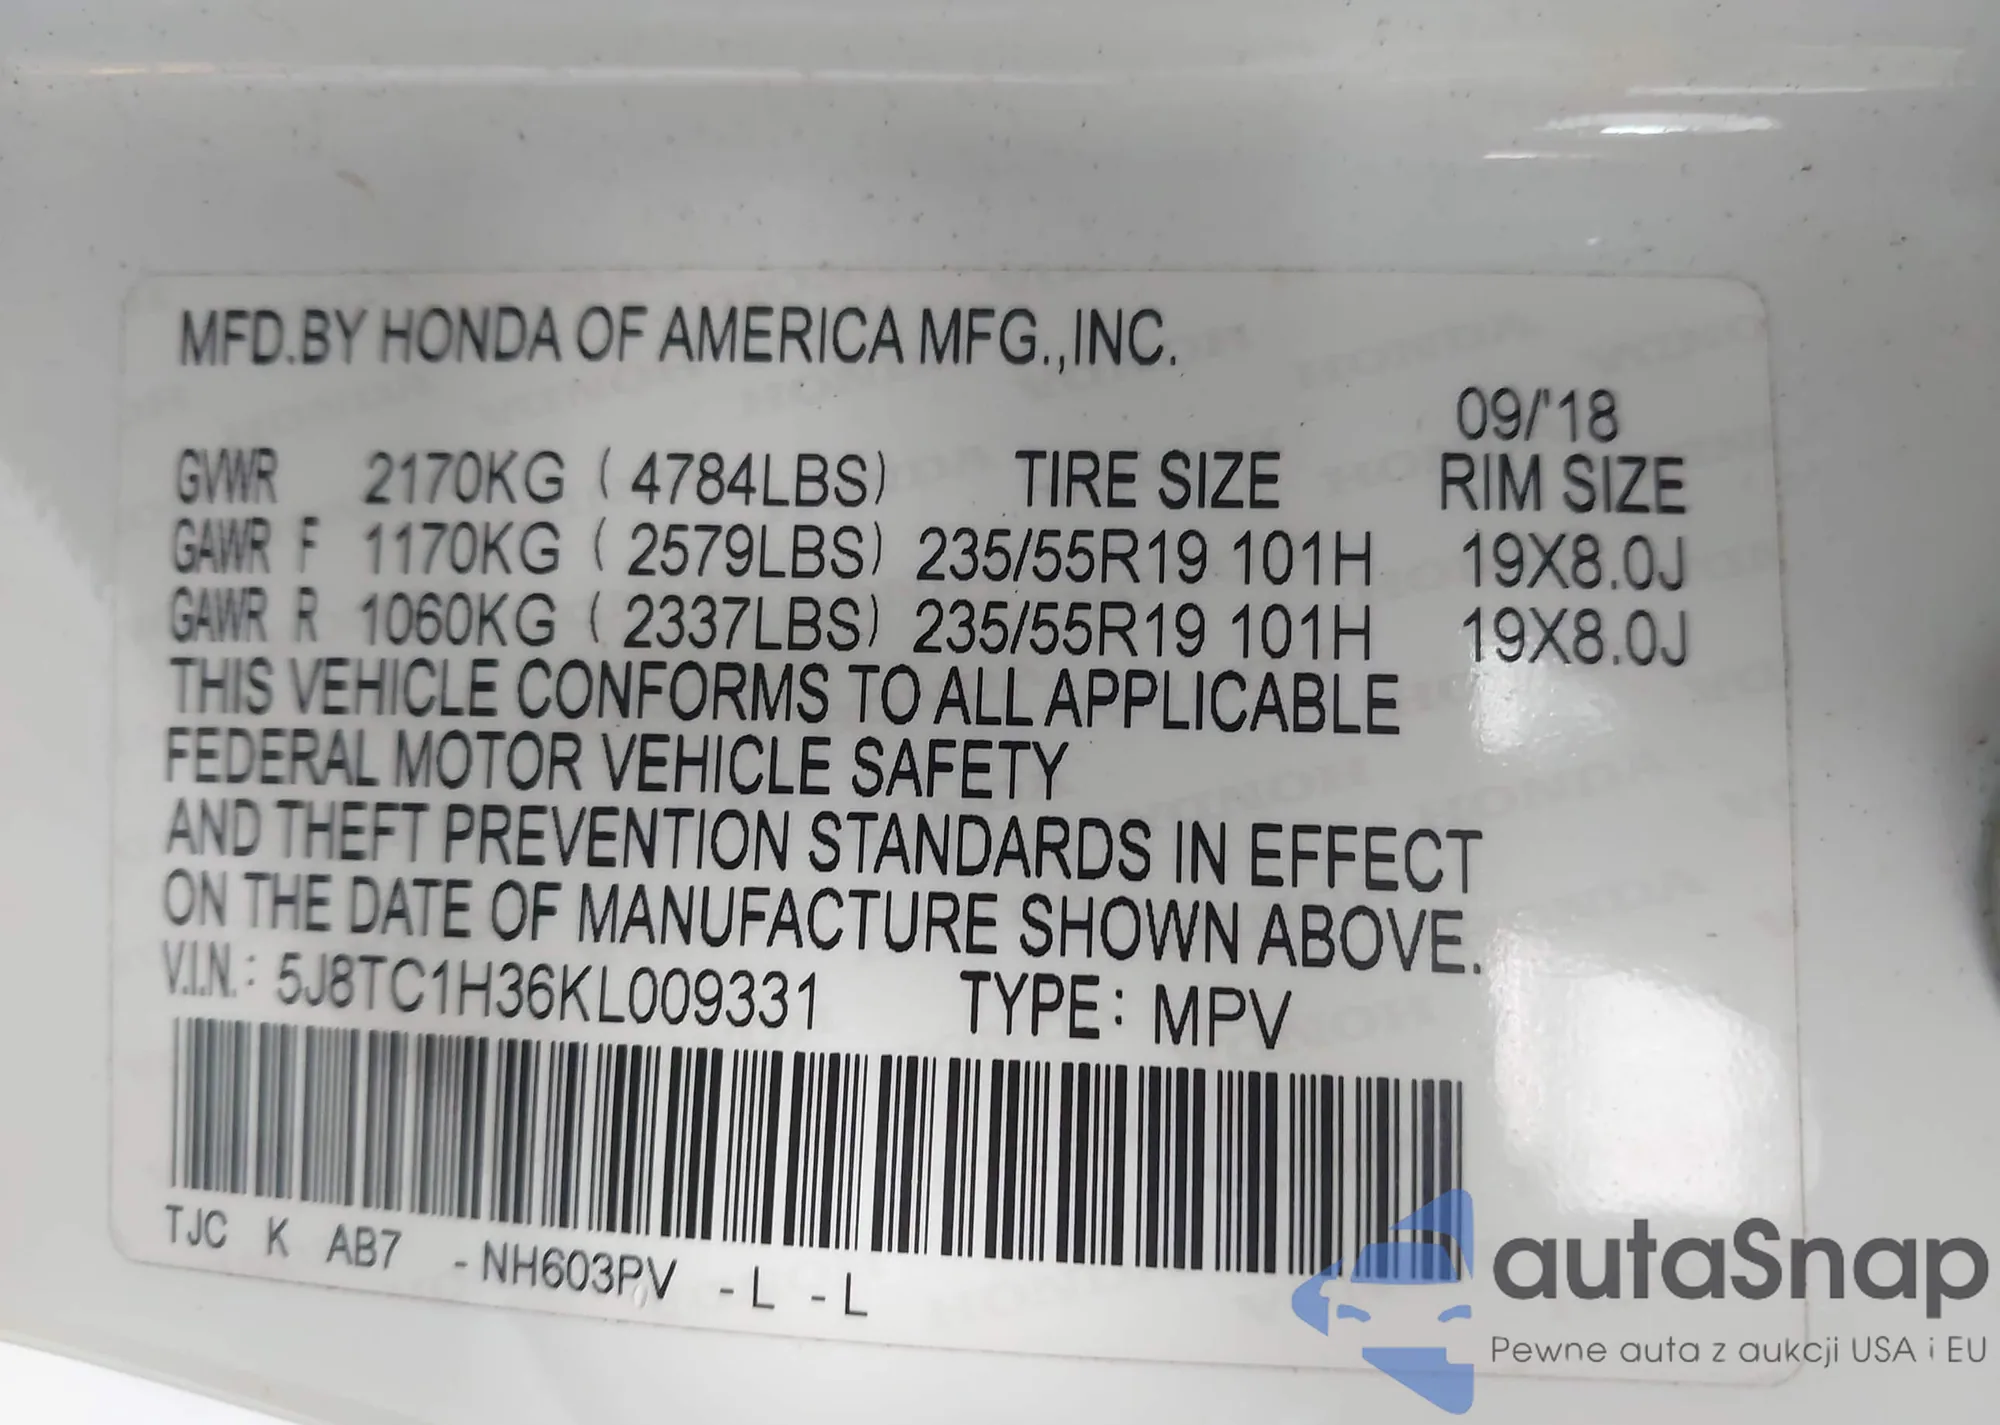 MFD.BY HONDA OF AMERICA MFG.,INC.
09/'18
GVWR 2170KG ( 4784LBS) TIRE SIZE RIM SIZE
GAWR F 1170KG ( 2579LBS) 235/55R19 101H 19X8.0J
GAWR R 1060KG ( 2337LBS) 235/55R19 101H 19X8.0J
THIS VEHICLE CONFORMS TO ALL APPLICABLE
FEDERAL MOTOR VEHICLE SAFETY
AND THEFT PREVENTION STANDARDS IN EFFECT
ON THE DATE OF MANUFACTURE SHOWN ABOVE.
V.I.N.: 5J8TC1H36KL009331 TYPE: MPV
TJC K AB7 -NH603PV -L -L
autaSnap
Pewne auta z aukcji USA i EU